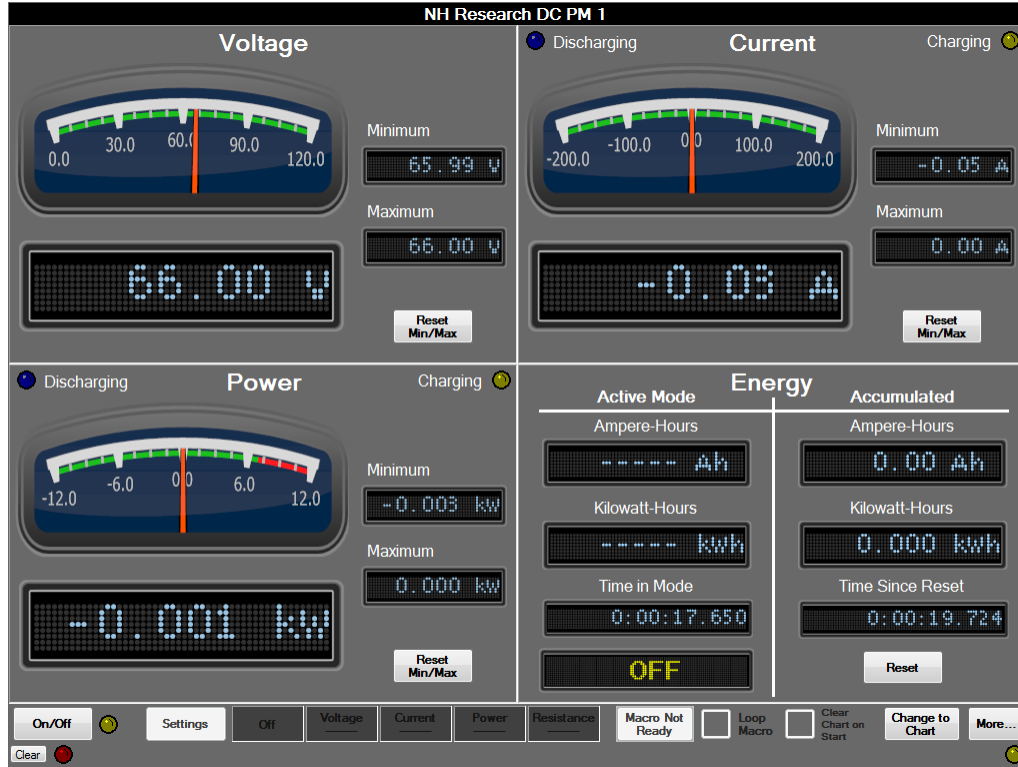 NH Research DC PM 1
Voltage
0.0 30.0 60.0 90.0 120.0
Minimum
65.99 V
Maximum
66.00 V
66.00 V
Reset
Min/Max
Discharging
Current
Charging
-200.0 -100.0 0.0 100.0 200.0
Minimum
-0.05 A
Maximum
0.00 A
-0.03 A
Reset
Min/Max
Discharging
Power
Charging
-12.0 -6.0 0.0 6.0 12.0
Minimum
-0.003 kW
Maximum
0.000 kW
-0.001 kW
Reset
Min/Max
Energy
Active Mode
Ampere-Hours
----- Ah
Kilowatt-Hours
----- kWh
Time in Mode
0:00:17.650
OFF
Accumulated
Ampere-Hours
0.00 Ah
Kilowatt-Hours
0.000 kWh
Time Since Reset
0:00:19.724
Reset
On/Off
Settings
Off
Voltage
Current
Power
Resistance
Macro Not
Ready
Loop
Macro
Clear
Chart on
Start
Change to
Chart
More...
Clear